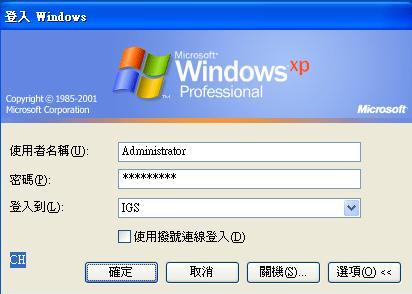 登入 Windows
Microsoft®
Windows xp
Professional
Copyright © 1985-2001
Microsoft Corporation
Microsoft
使用者名稱(U):
Administrator
密碼(P):
*********
登入到(L):
IGS
使用撥號連線登入(D)
CH
確定
取消
關機(S)...
選項(O) <<